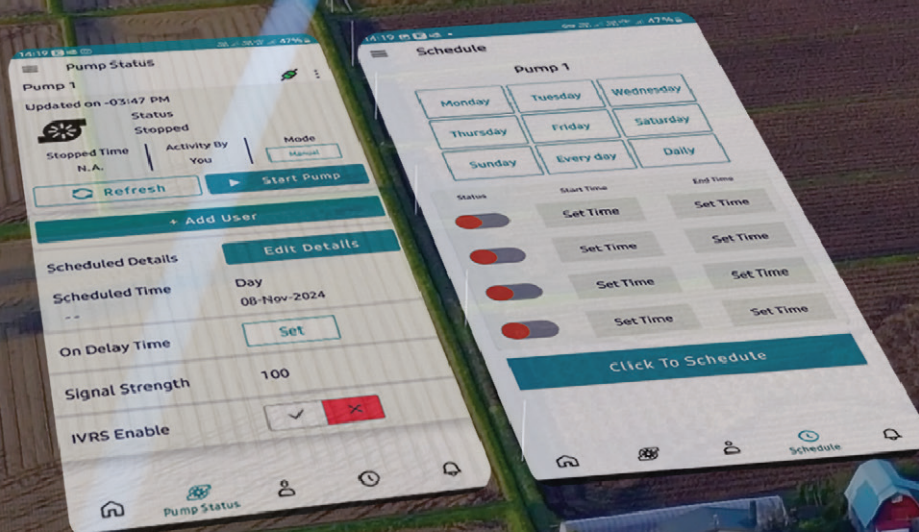 14:19
47%
Pump Status
Pump 1
Updated on -03:47 PM
Status
Stopped
Stopped Time
N.A.
Activity By
You
Mode
Manual
Refresh
Start Pump
+ Add User
Scheduled Details
Edit Details
Scheduled Time
--
Day
08-Nov-2024
On Delay Time
Set
Signal Strength
100
IVRS Enable
Pump Status
14:19
47%
Schedule
Pump 1
Monday
Tuesday
Wednesday
Thursday
Friday
Saturday
Sunday
Every day
Daily
Status
Start Time
End Time
Set Time
Set Time
Set Time
Set Time
Set Time
Set Time
Set Time
Set Time
Click To Schedule
Schedule